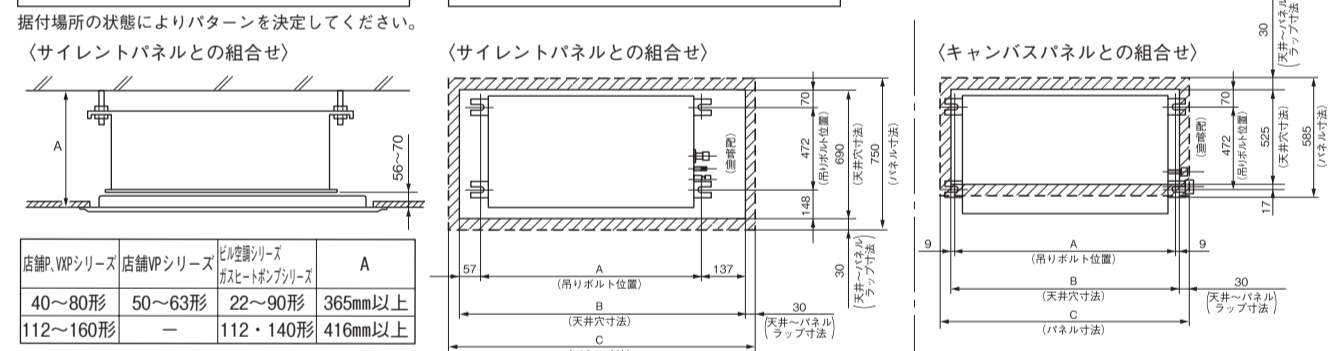 据付場所の状態によりパターンを決定してください。
〈サイレントパネルとの組合せ〉
A
56～70
店舗P、VXPシリーズ 店舗VPシリーズ ビル空調シリーズ ガスヒートポンプシリーズ A
40～80形 50～63形 22～90形 365mm以上
112～160形 － 112・140形 416mm以上
〈サイレントパネルとの組合せ〉
(配管側)
70
472
(吊りボルト位置)
148
690
(天井穴寸法)
750
(パネル寸法)
30
(天井～パネル
ラップ寸法)
57
A
(吊りボルト位置)
137
B
(天井穴寸法)
30
(天井～パネル
ラップ寸法)
C
〈キャンバスパネルとの組合せ〉
30
(天井～パネル
ラップ寸法)
(配管側)
70
472
(吊りボルト位置)
17
525
(天井穴寸法)
585
(パネル寸法)
9
A
(吊りボルト位置)
9
B
(天井穴寸法)
30
(天井～パネル
ラップ寸法)
C
(パネル寸法)